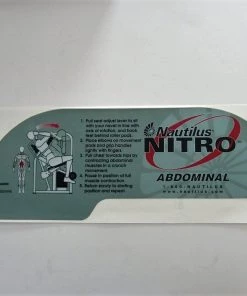 1. Pull seat adjust lever to sit
with your navel in line with
axis of rotation, and hook
feet behind roller pads.
2. Place elbows on movement
pads and grip handles
lightly with fingers.
3. Pull chest towards hips by
contracting abdominal
muscles in a crunch
movement.
4. Pause in position of full
muscle contraction.
5. Return slowly to starting
position and repeat.
Nautilus
NITRO
ABDOMINAL
1-800-NAUTILUS
www.nautilus.com